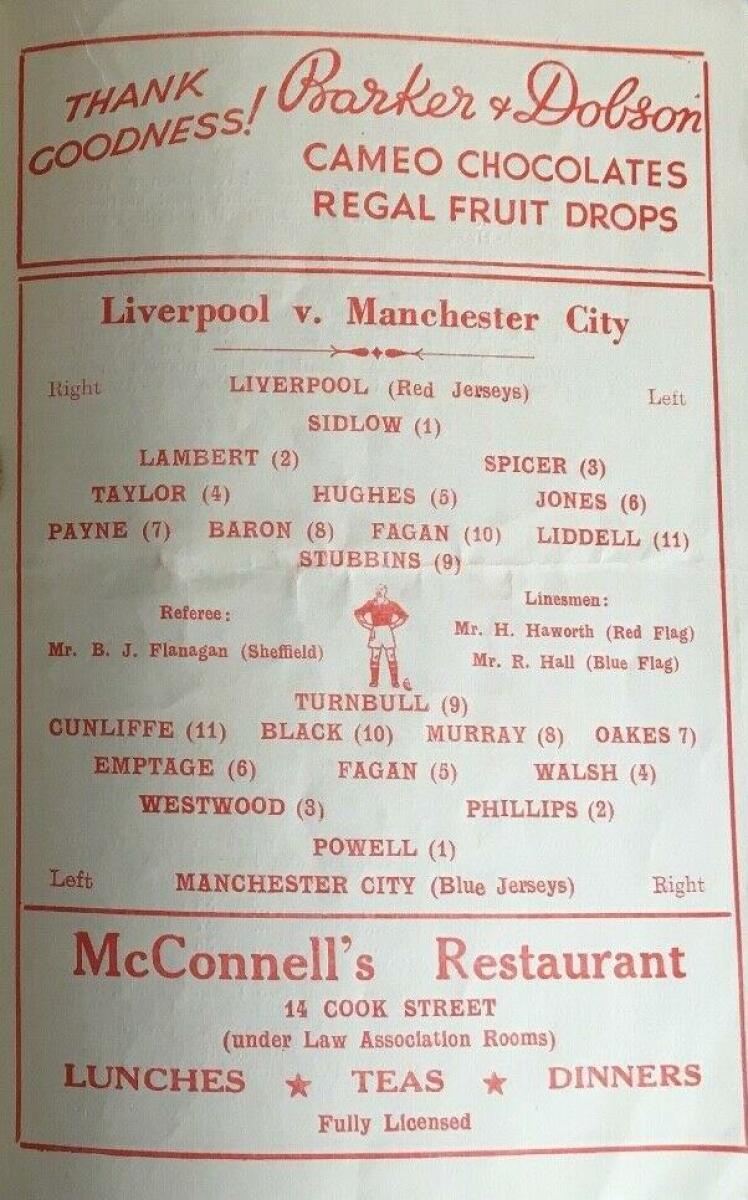 THANK GOODNESS! Barker & Dobson
CAMEO CHOCOLATES
REGAL FRUIT DROPS
Liverpool v. Manchester City
Right LIVERPOOL (Red Jerseys) Left
SIDLOW (1)
LAMBERT (2) SPICER (3)
TAYLOR (4) HUGHES (5) JONES (6)
PAYNE (7) BARON (8) FAGAN (10) LIDDELL (11)
STUBBINS (9)
Referee: Linesmen:
Mr. B. J. Flanagan (Sheffield) Mr. H. Haworth (Red Flag)
Mr. R. Hall (Blue Flag)
TURNBULL (9)
CUNLIFFE (11) BLACK (10) MURRAY (8) OAKES 7)
EMPTAGE (6) FAGAN (5) WALSH (4)
WESTWOOD (3) PHILLIPS (2)
POWELL (1)
Left MANCHESTER CITY (Blue Jerseys) Right
McConnell's Restaurant
14 COOK STREET
(under Law Association Rooms)
LUNCHES ★ TEAS ★ DINNERS
Fully Licensed